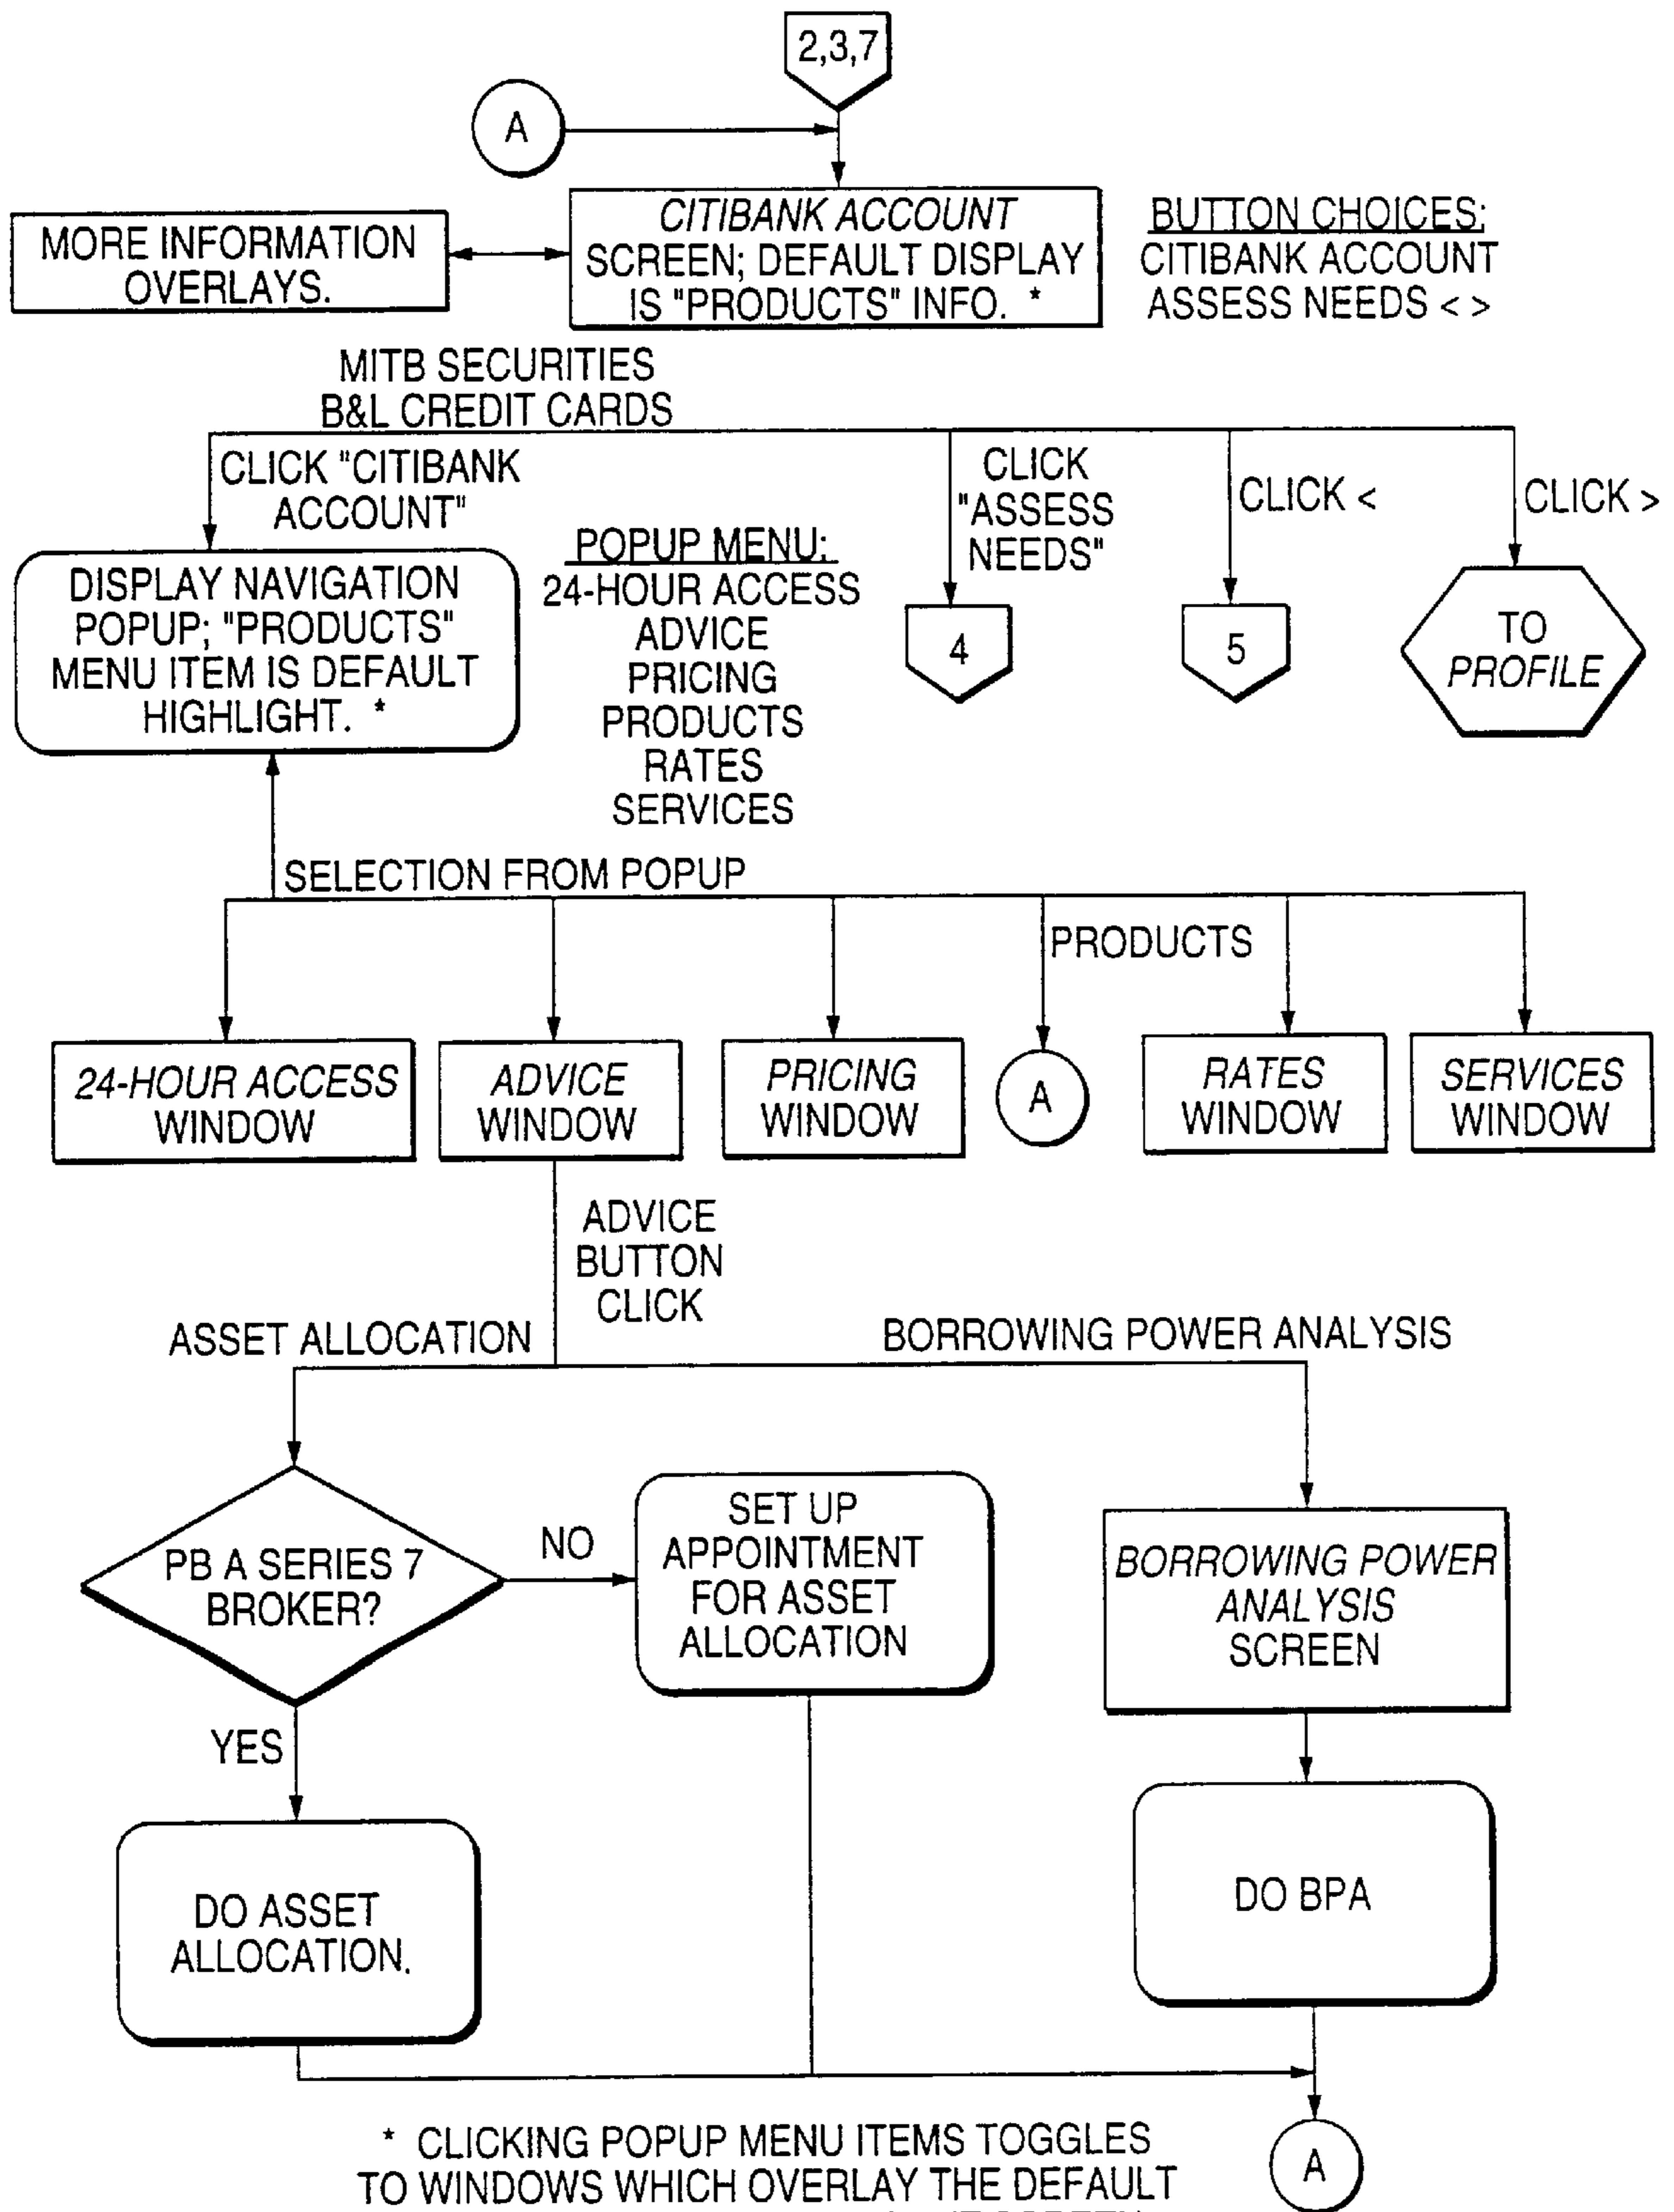 2,3,7
A
MORE INFORMATION
OVERLAYS.
CITIBANK ACCOUNT
SCREEN; DEFAULT DISPLAY
IS "PRODUCTS" INFO. *
BUTTON CHOICES:
CITIBANK ACCOUNT
ASSESS NEEDS < >
MITB SECURITIES
B&L CREDIT CARDS
CLICK "CITIBANK
ACCOUNT"
CLICK
"ASSESS
NEEDS"
CLICK <
CLICK >
DISPLAY NAVIGATION
POPUP; "PRODUCTS"
MENU ITEM IS DEFAULT
HIGHLIGHT. *
POPUP MENU:
24-HOUR ACCESS
ADVICE
PRICING
PRODUCTS
RATES
SERVICES
4
5
TO
PROFILE
SELECTION FROM POPUP
PRODUCTS
24-HOUR ACCESS
WINDOW
ADVICE
WINDOW
PRICING
WINDOW
A
RATES
WINDOW
SERVICES
WINDOW
ADVICE
BUTTON
CLICK
ASSET ALLOCATION
BORROWING POWER ANALYSIS
PB A SERIES 7
BROKER?
NO
SET UP
APPOINTMENT
FOR ASSET
ALLOCATION
BORROWING POWER
ANALYSIS
SCREEN
YES
DO ASSET
ALLOCATION.
DO BPA
A
* CLICKING POPUP MENU ITEMS TOGGLES
TO WINDOWS WHICH OVERLAY THE DEFAULT